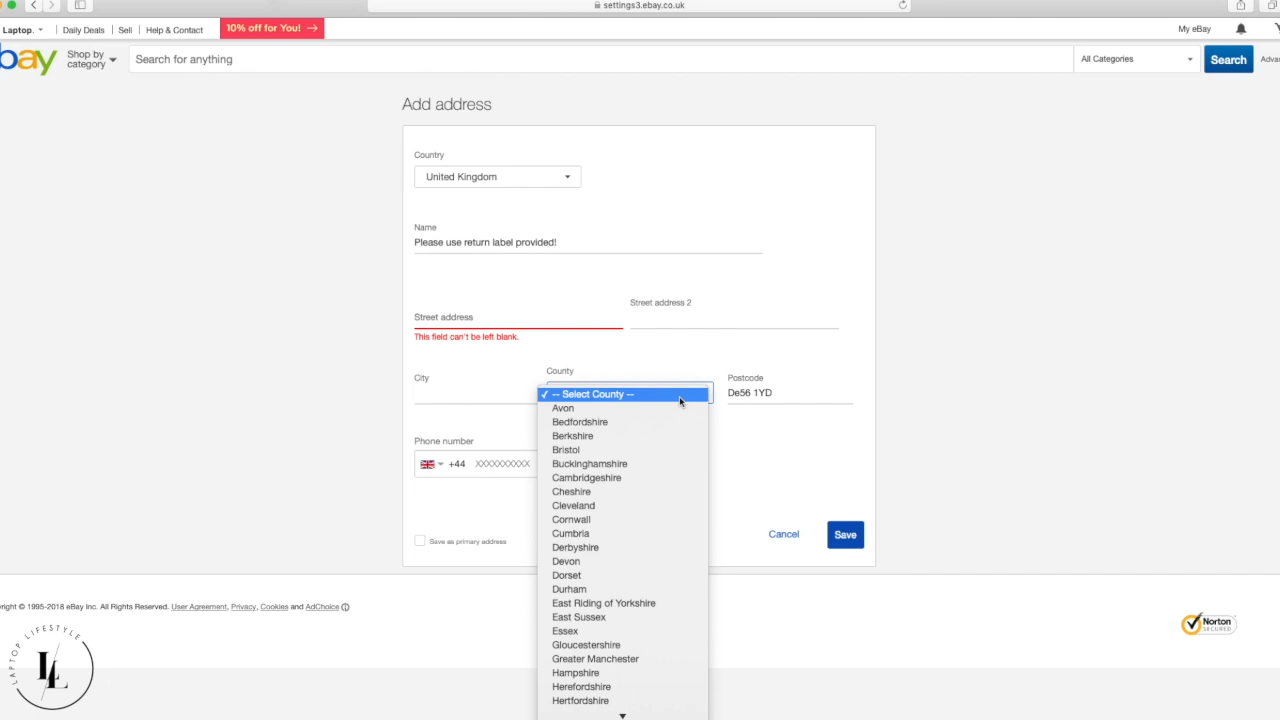 settings3.ebay.co.uk
Laptop. Daily Deals Sell Help & Contact 10% off for You! → My eBay
bay Shop by category Search for anything All Categories Search
Add address
Country
United Kingdom
Name
Please use return label provided!
Street address 2
Street address
This field can't be left blank.
City County Postcode
De56 1YD
✓ -- Select County --
Avon
Bedfordshire
Berkshire
Bristol
Buckinghamshire
Cambridgeshire
Cheshire
Cleveland
Cornwall
Cumbria
Derbyshire
Devon
Dorset
Durham
East Riding of Yorkshire
East Sussex
Essex
Gloucestershire
Greater Manchester
Hampshire
Herefordshire
Hertfordshire
Phone number
+44 XXXXXXXXXX
Save as primary address
Cancel Save
right © 1995-2018 eBay Inc. All Rights Reserved. User Agreement, Privacy, Cookies and AdChoice
Norton
SECURED
LAPTOP LIFESTYLE
LL